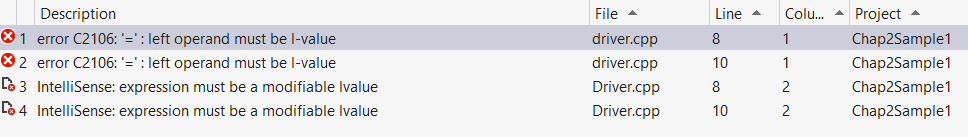 Description File Line Colu... Project
1 error C2106: '=' : left operand must be l-value driver.cpp 8 1 Chap2Sample1
2 error C2106: '=' : left operand must be l-value driver.cpp 10 1 Chap2Sample1
3 IntelliSense: expression must be a modifiable lvalue Driver.cpp 8 2 Chap2Sample1
4 IntelliSense: expression must be a modifiable lvalue Driver.cpp 10 2 Chap2Sample1